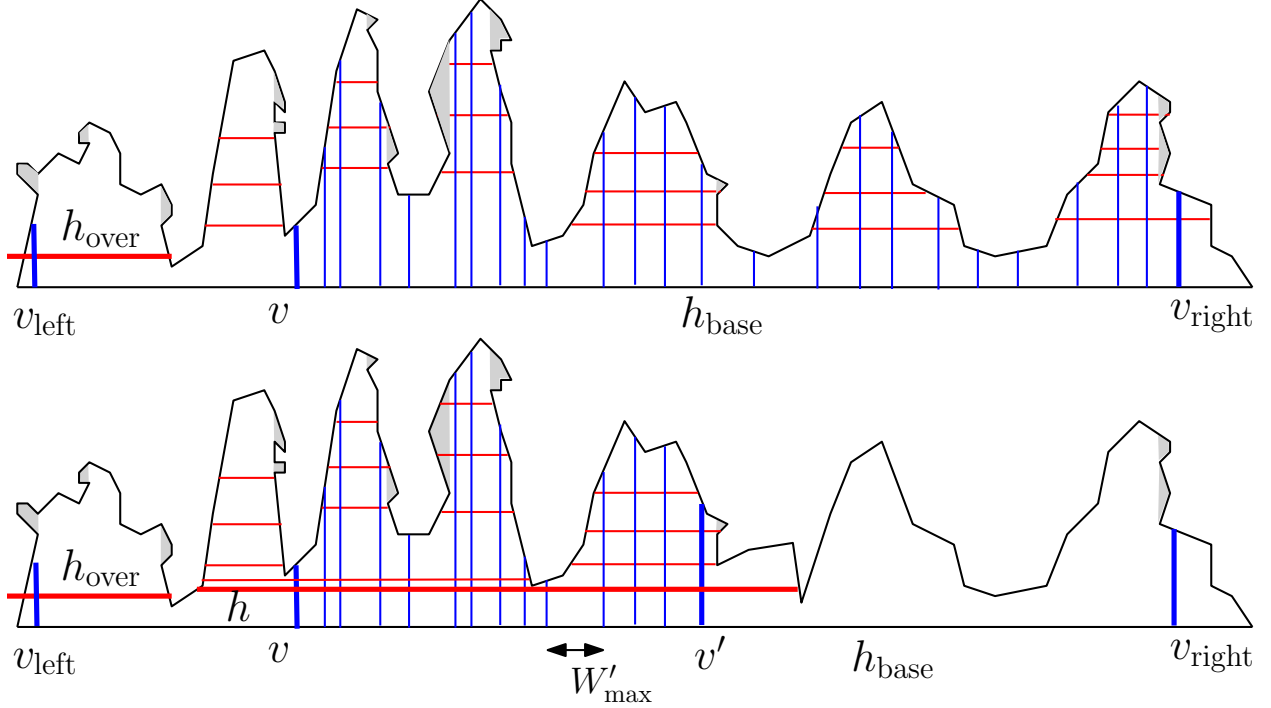 h_over
v_left v h_base v_right
h_over
h
v_left v v′ h_base v_right
W′_max